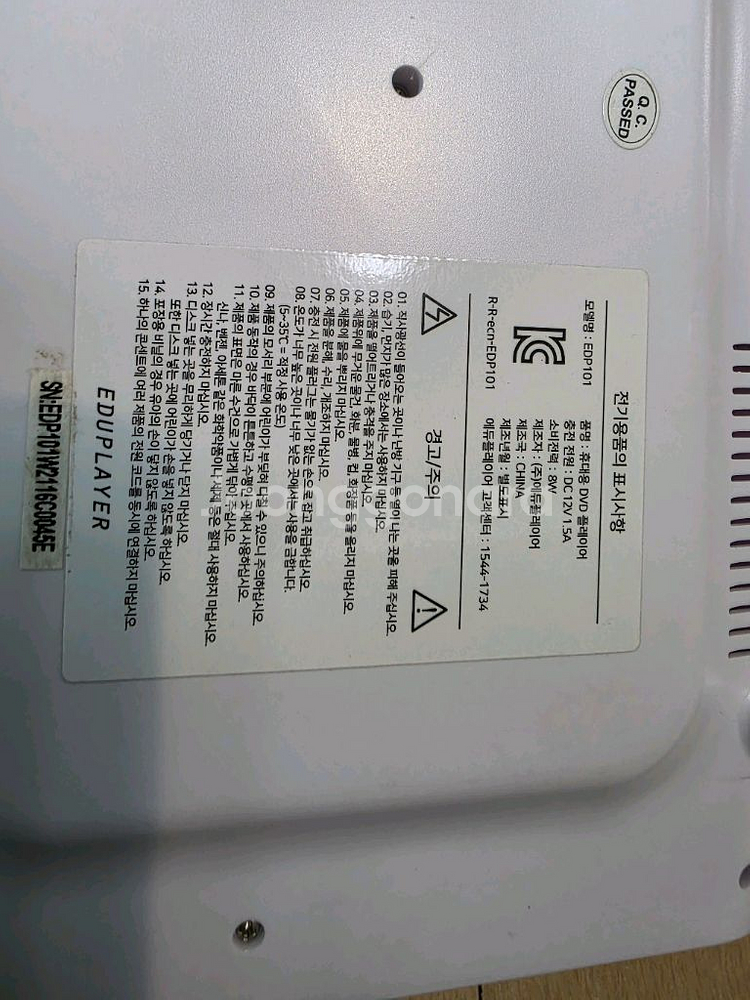 Q. C.
PASSED
전기용품의 표시사항
모델명 : EDP101
R-R-ecn-EDP101
품명 : 휴대용 DVD 플레이어
충전 전원 : DC 12V 1.5A
소비전력 : 8W
제조자 : (주)에듀플레이어
제조국 : CHINA
제조년월 : 별도표시
에듀플레이어 고객센터 : 1544-1734
경고/주의
01. 직사광선이 들어오는 곳이나 난방 기구 등 열이 나는 곳을 피해 주십시오.
02. 습기, 먼지가 많은 장소에서는 사용하지 마십시오.
03. 제품을 떨어트리거나 충격을 주지 마십시오.
04. 제품위에 무거운 물건, 화분, 물병, 컵, 화장품 등을 올리지 마십시오.
05. 제품에 물을 뿌리지 마십시오.
06. 제품을 분해, 수리, 개조하지 마십시오.
07. 충전 시 전원 플러그는 물기가 없는 손으로 잡고 취급하십시오.
08. 온도가 너무 높은 곳이나 너무 낮은 곳에서는 사용을 금합니다.
(5~35℃ = 적정 사용 온도)
09. 제품의 모서리 부분에 어린이가 부딪혀 다칠 수 있으니 주의하십시오.
10. 제품 동작의 경우 바닥이 튼튼하고 수평인 곳에서 사용하십시오.
11. 제품의 표면은 마른 수건으로 가볍게 닦아 주십시오.
신나, 벤젠, 아세톤 같은 화학약품이나 세제 등은 절대 사용하지 마십시오.
12. 장시간 충전하지 마십시오.
13. 디스크 넣는 곳을 무리하게 당기거나 닫지 마십시오.
또한 디스크 넣는 곳에 어린이가 손을 넣지 않도록 하십시오.
14. 포장용 비닐의 경우 유아의 손이 닿지 않도록 하십시오.
15. 하나의 콘센트에 여러 제품의 전원 코드를 동시에 연결하지 마십시오.
EDUPLAYER
SN:EDP101W2116C0045E